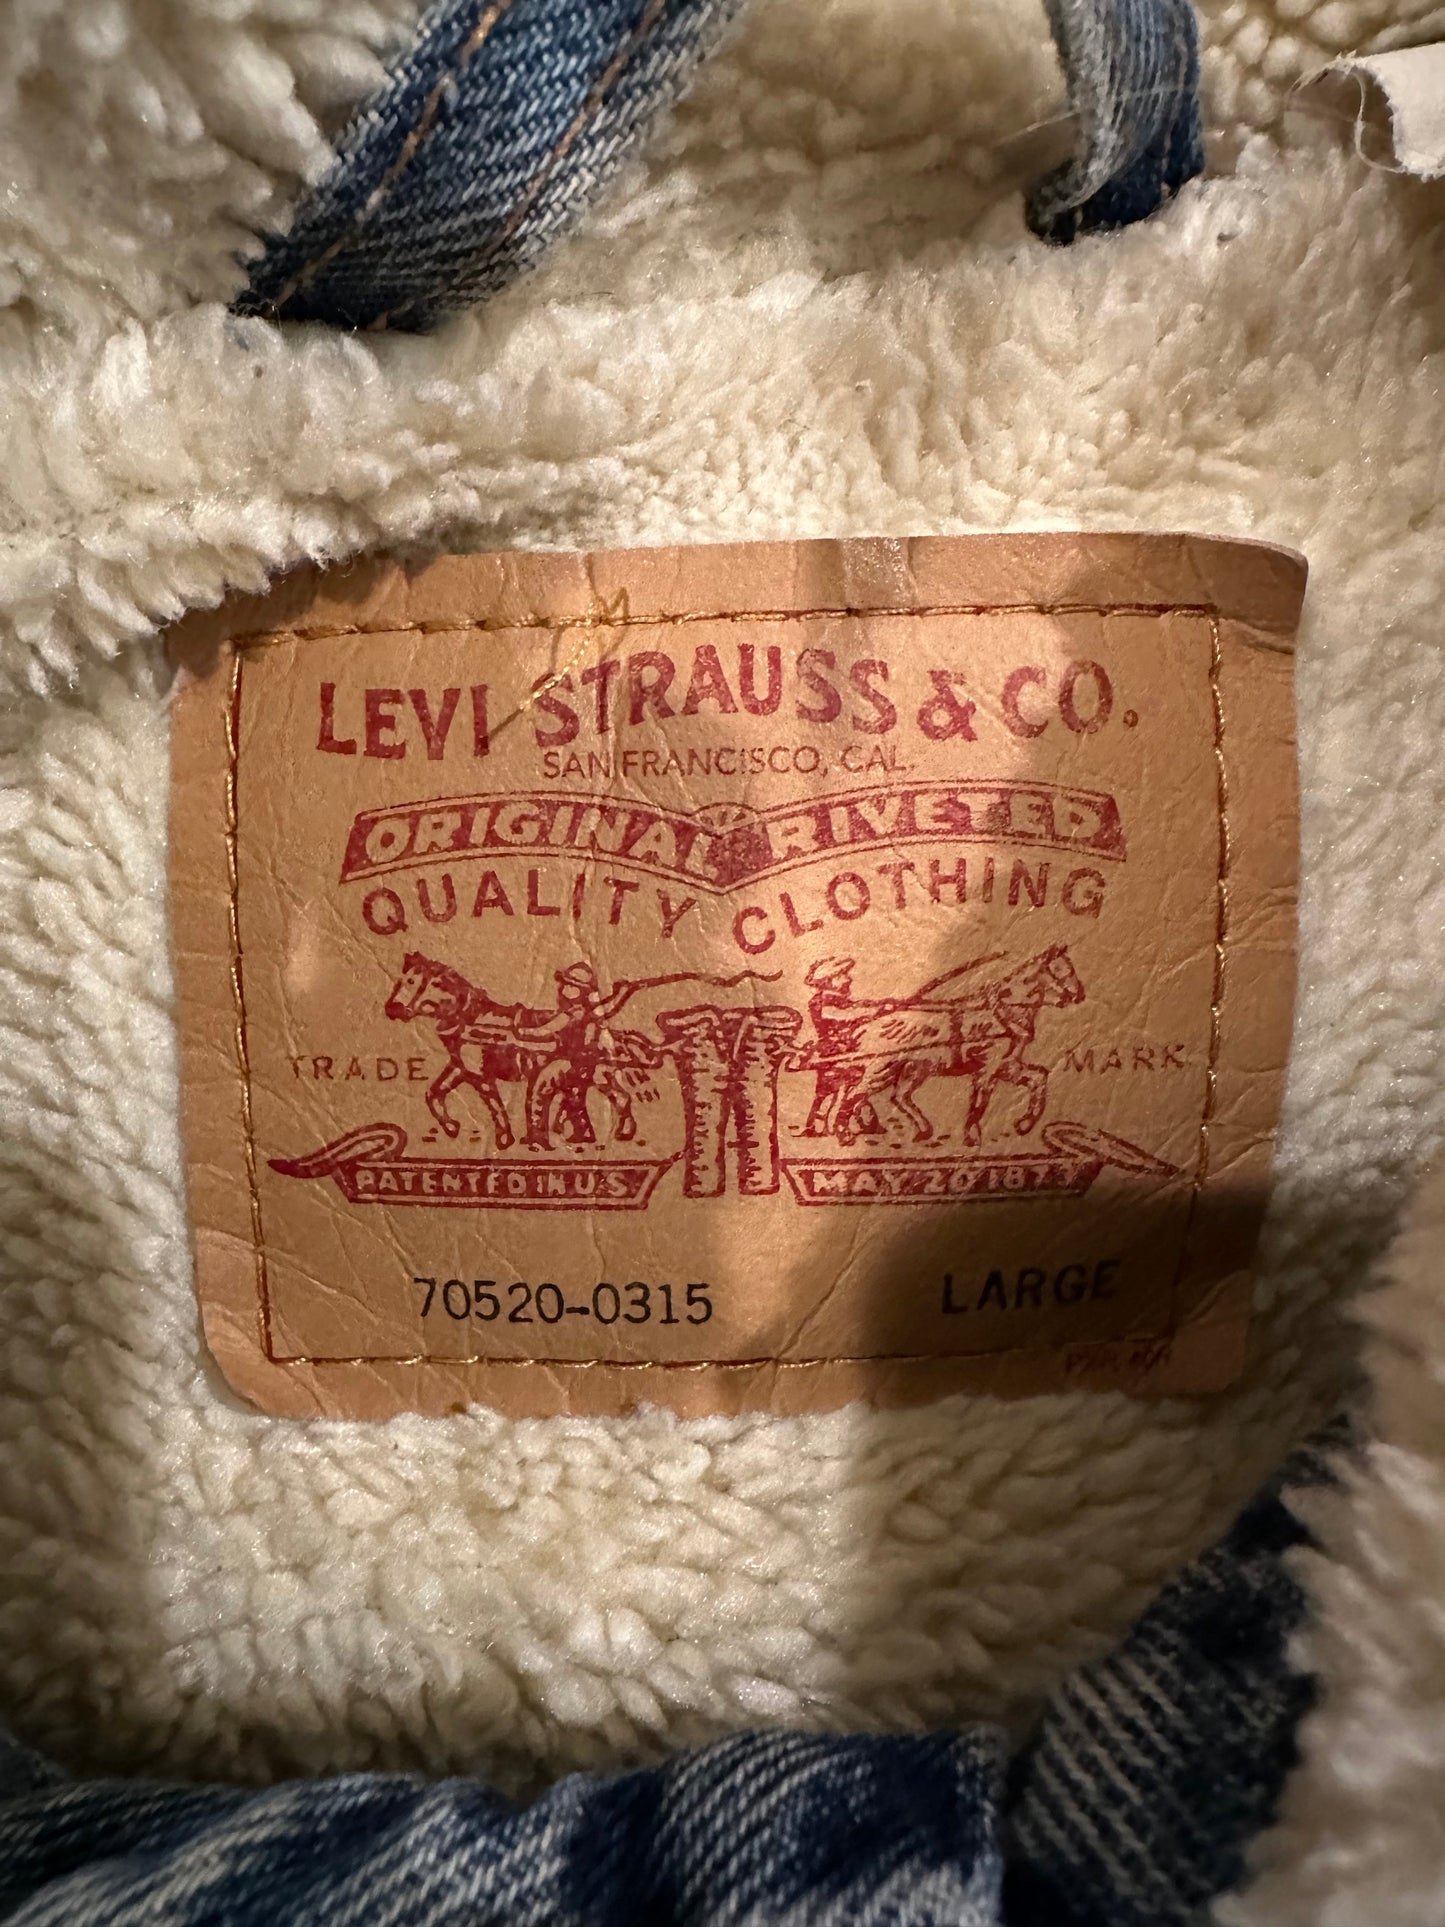 LEVI STRAUSS & CO.
SAN FRANCISCO, CAL.
ORIGINAL RIVETED
QUALITY CLOTHING
TRADE MARK
PATENTED IN U.S. MAY 20 1873
70520-0315 LARGE